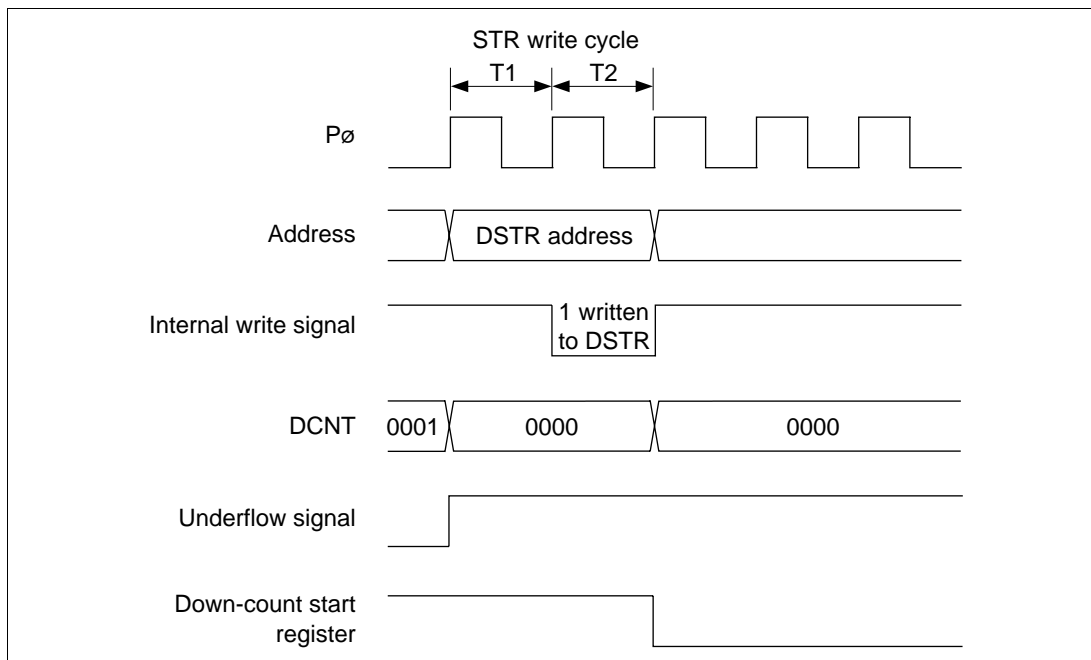 STR write cycle
T1 T2
Pø
Address
DSTR address
Internal write signal
1 written
to DSTR
DCNT
0001 0000 0000
Underflow signal
Down-count start
register